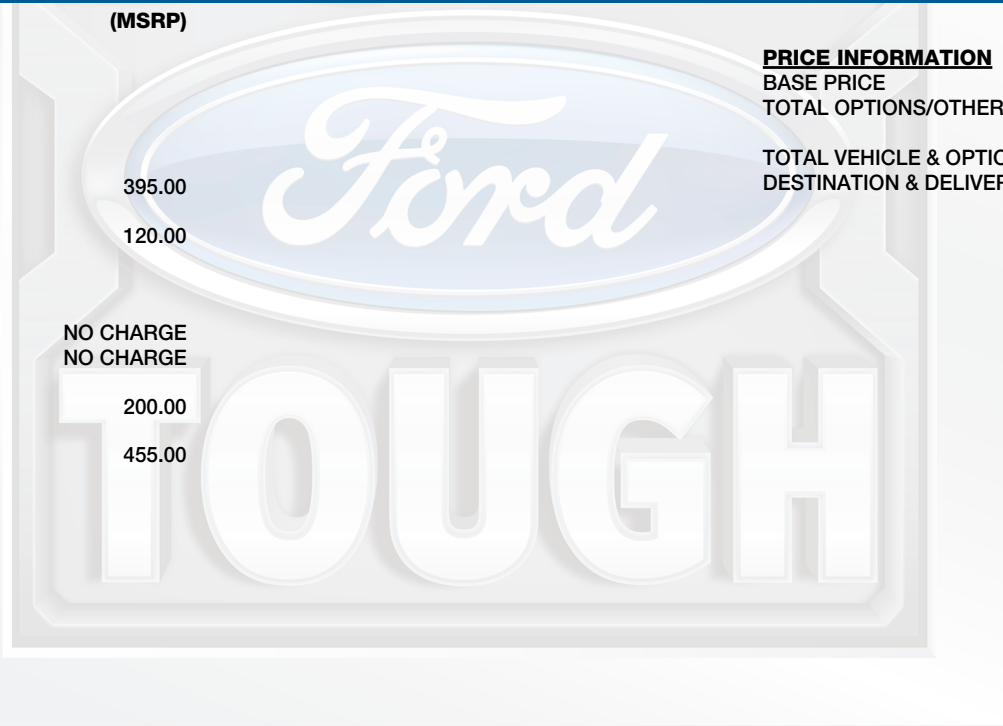 (MSRP)
395.00
120.00
NO CHARGE
NO CHARGE
200.00
455.00
PRICE INFORMATION
BASE PRICE
TOTAL OPTIONS/OTHER
TOTAL VEHICLE & OPTIO
DESTINATION & DELIVER
Ford
TOUGH